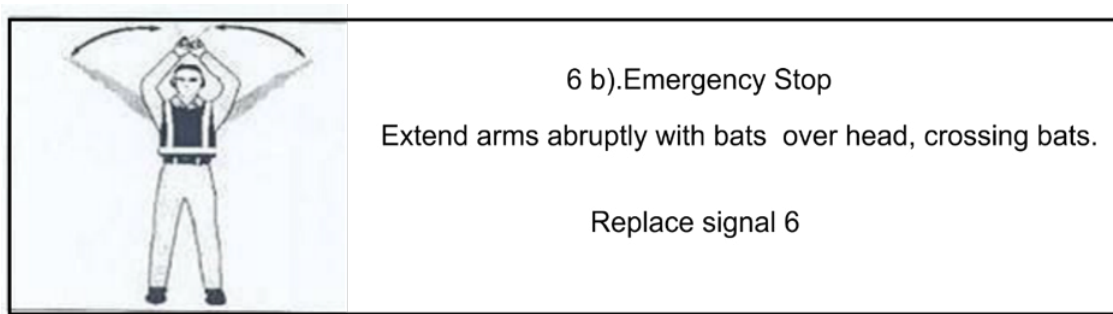 6 b).Emergency Stop
Extend arms abruptly with bats  over head, crossing bats.
Replace signal 6